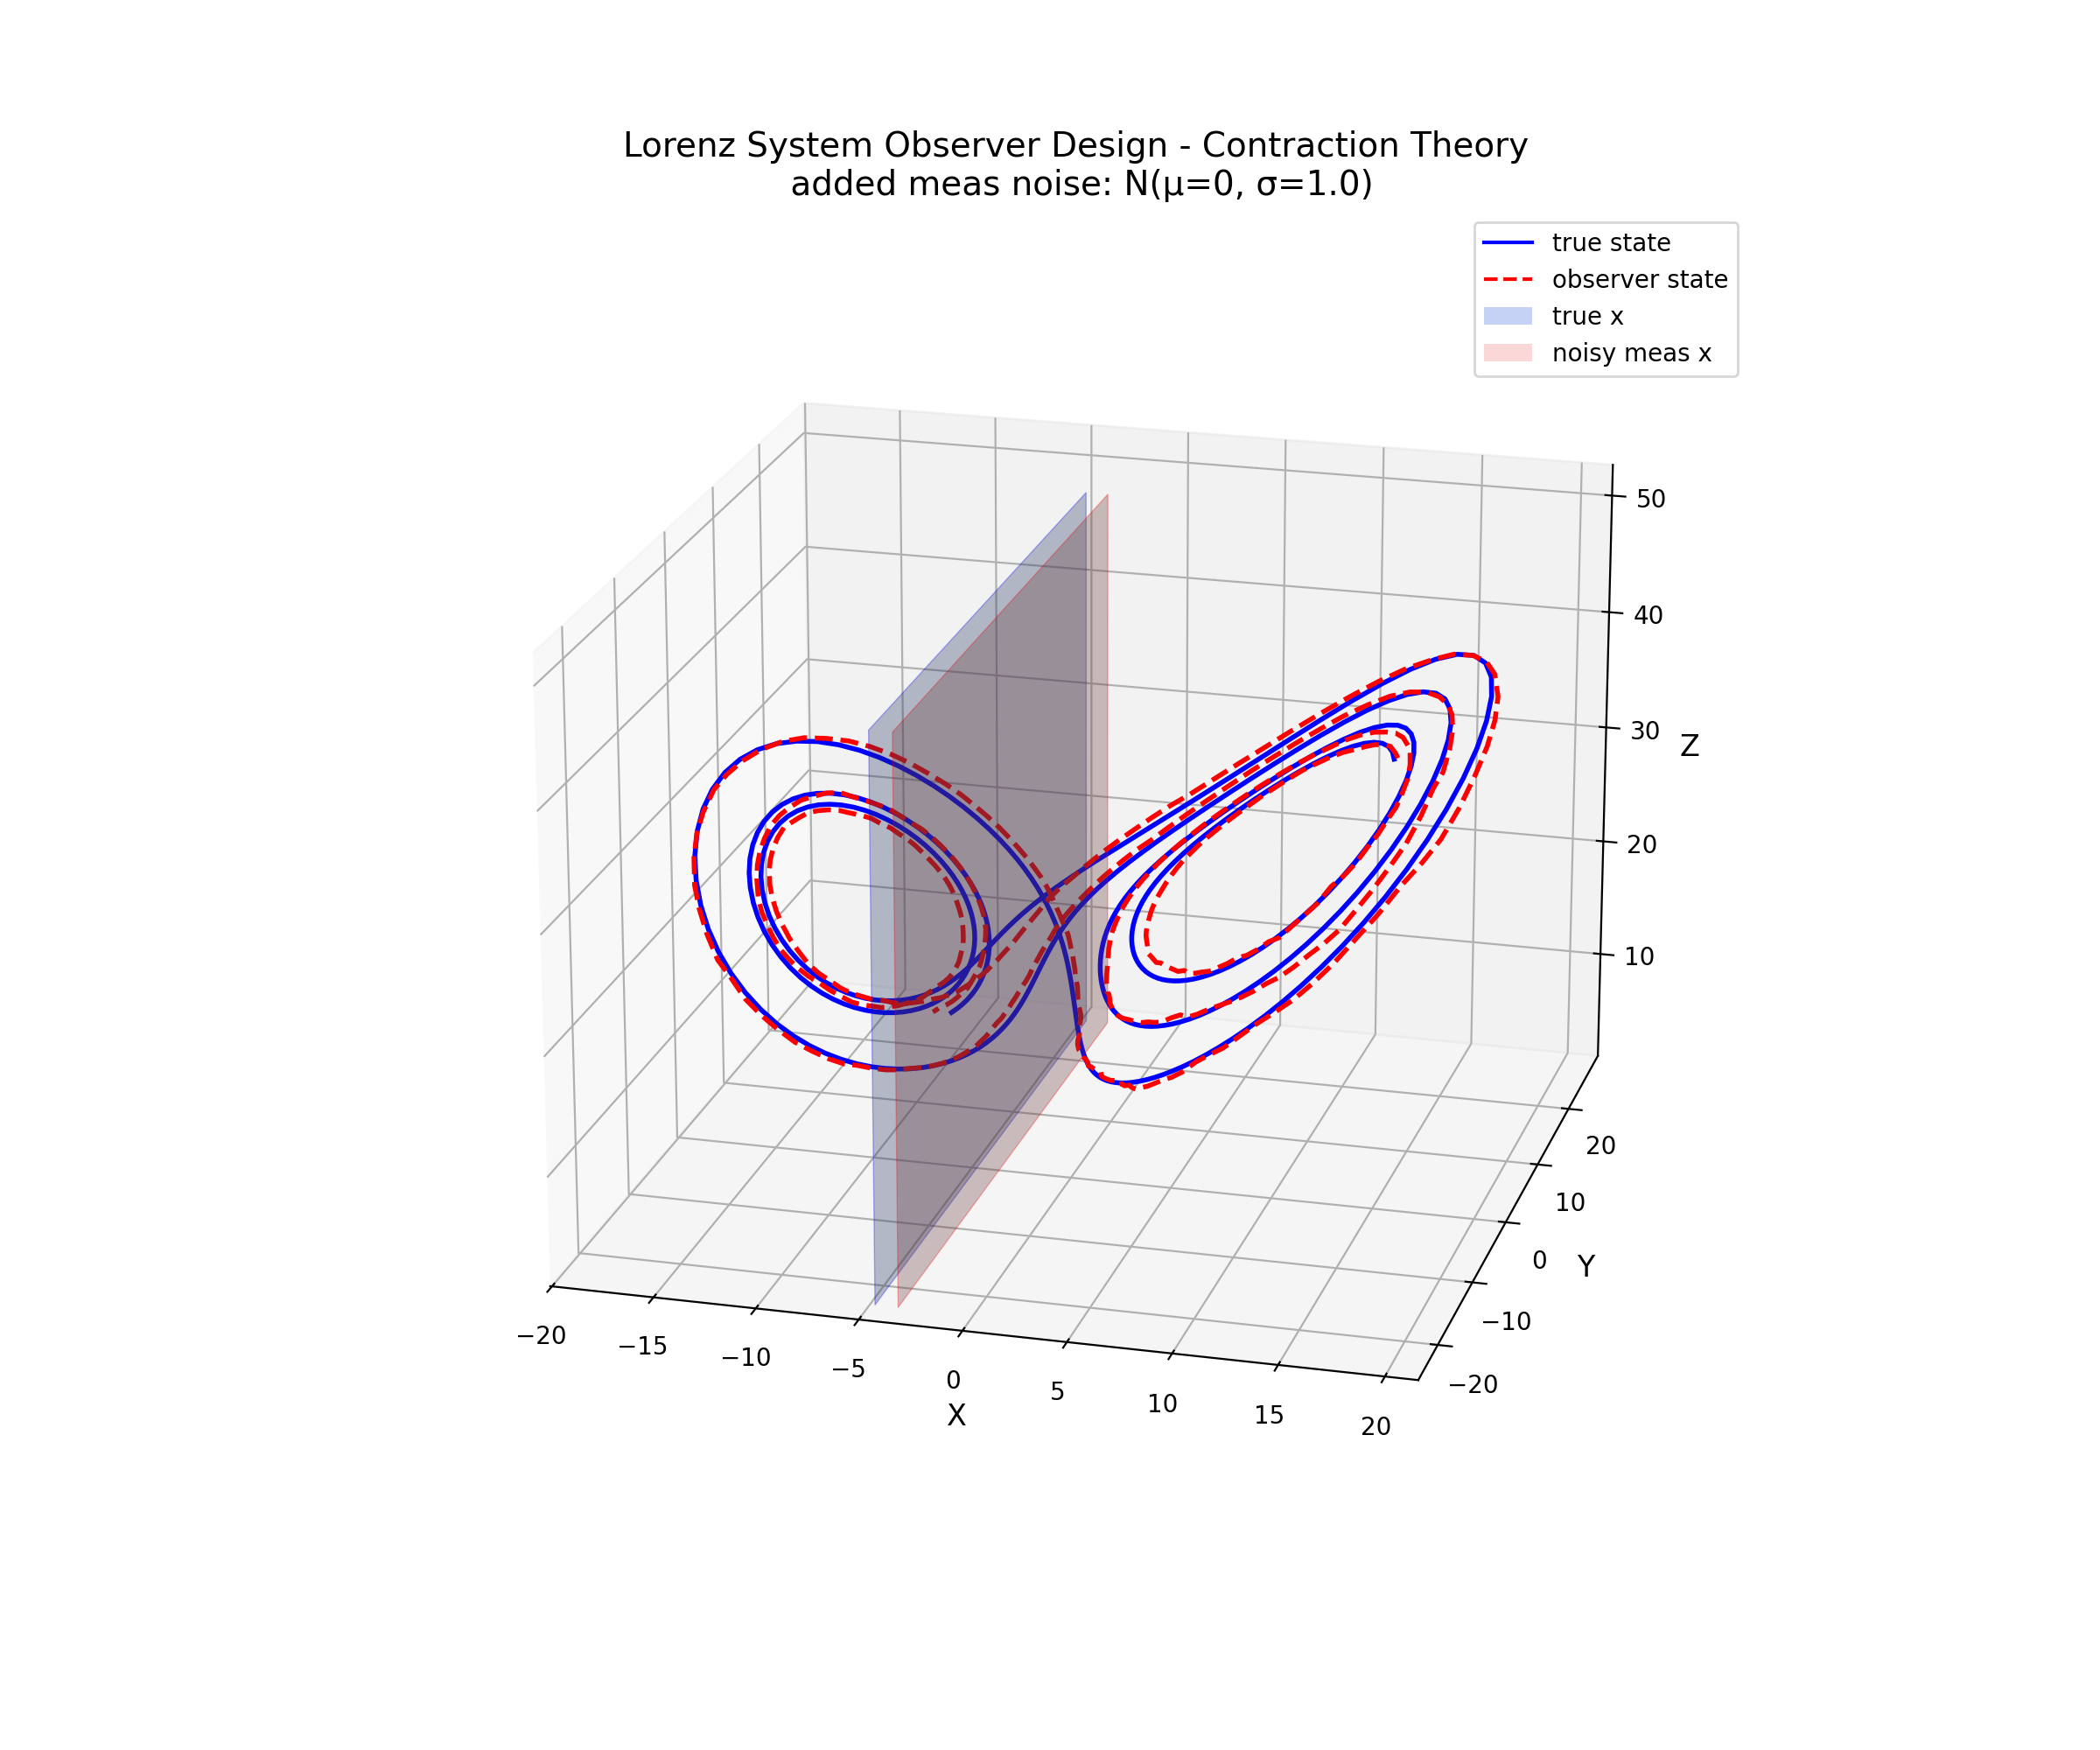 Lorenz System Observer Design - Contraction Theory
added meas noise: N(μ=0, σ=1.0)
true state
observer state
true x
noisy meas x
50
40
30
Z
20
10
20
10
0
Y
−10
−20
−20
−15
−10
−5
0
5
10
15
20
X